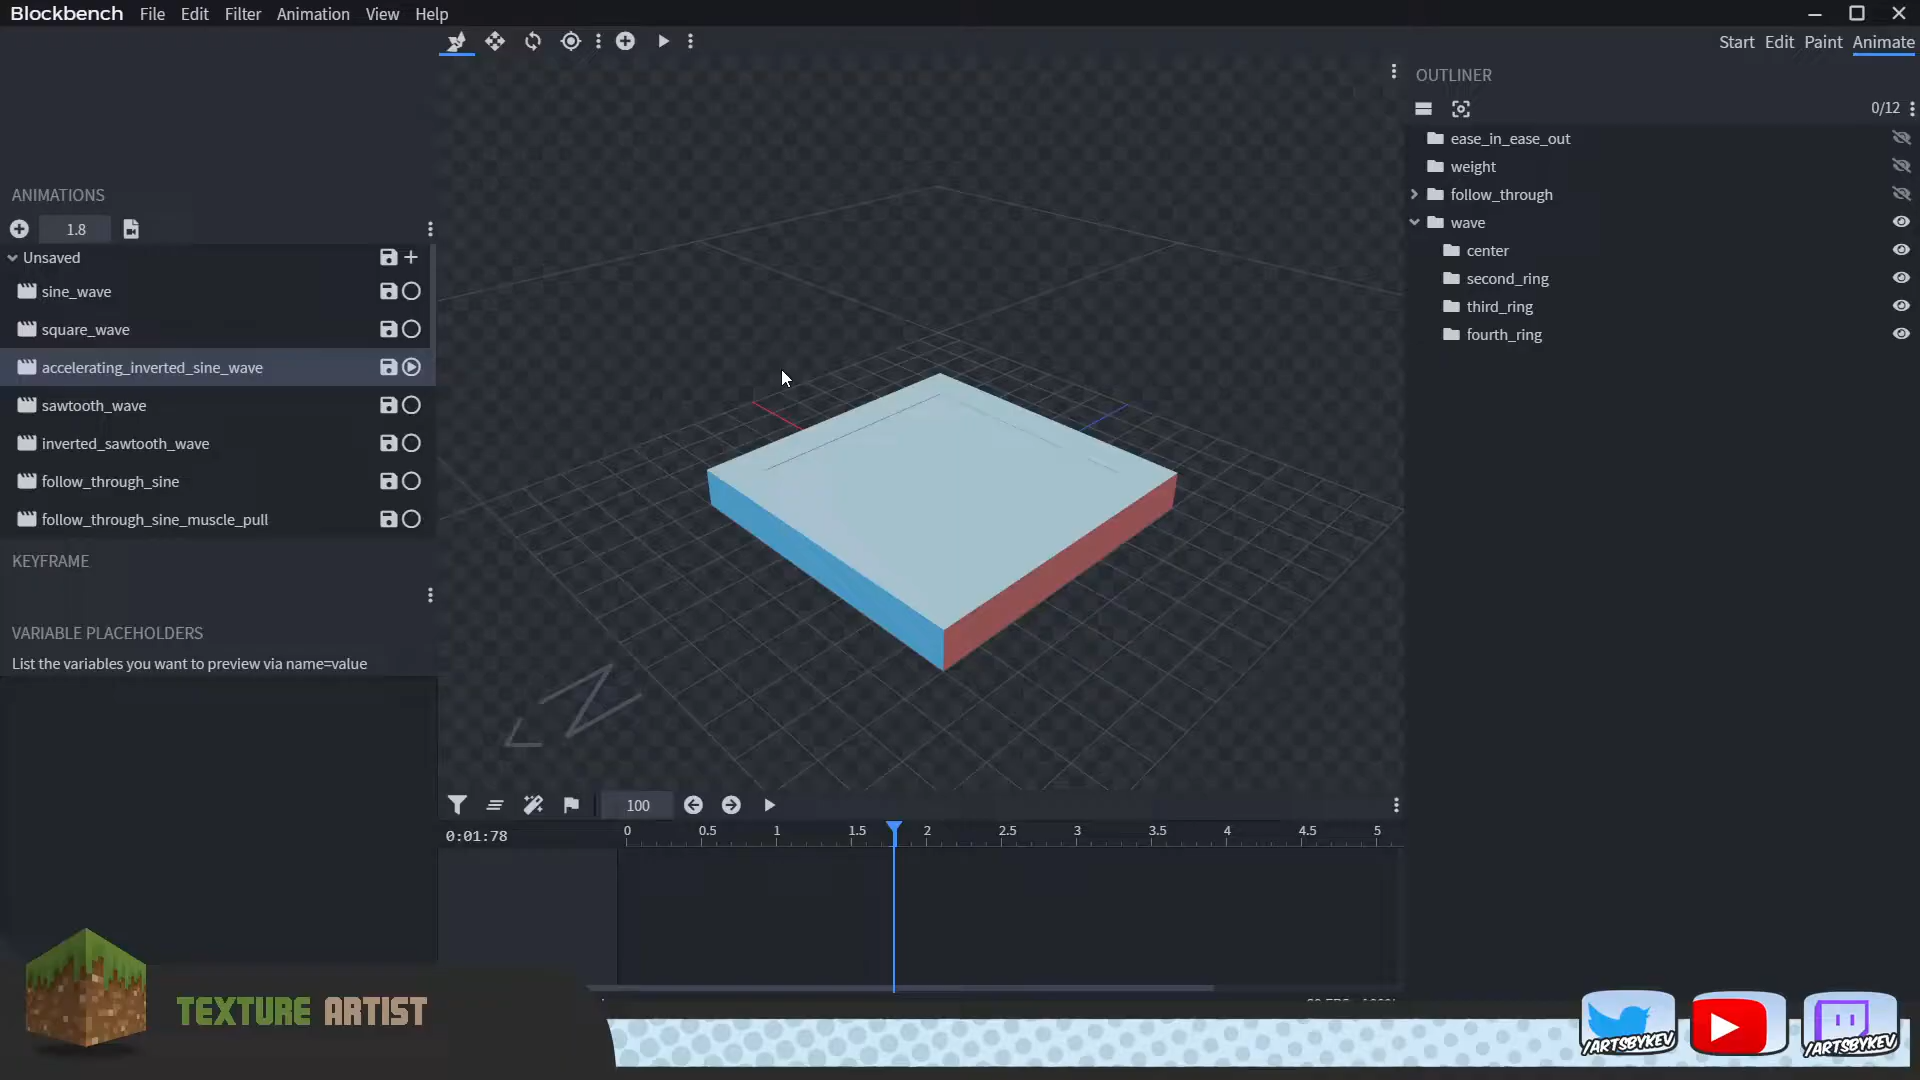 Blockbench File Edit Filter Animation View Help
Start Edit Paint Animate
OUTLINER
0/12
ease_in_ease_out
weight
follow_through
wave
center
second_ring
third_ring
fourth_ring
ANIMATIONS
1.8
Unsaved
sine_wave
square_wave
accelerating_inverted_sine_wave
sawtooth_wave
inverted_sawtooth_wave
follow_through_sine
follow_through_sine_muscle_pull
KEYFRAME
VARIABLE PLACEHOLDERS
List the variables you want to preview via name=value
N
100
0:01:78
0 0.5 1 1.5 2 2.5 3 3.5 4 4.5 5
TEXTURE ARTIST
/ARTSBYKEV
/ARTSBYKEV